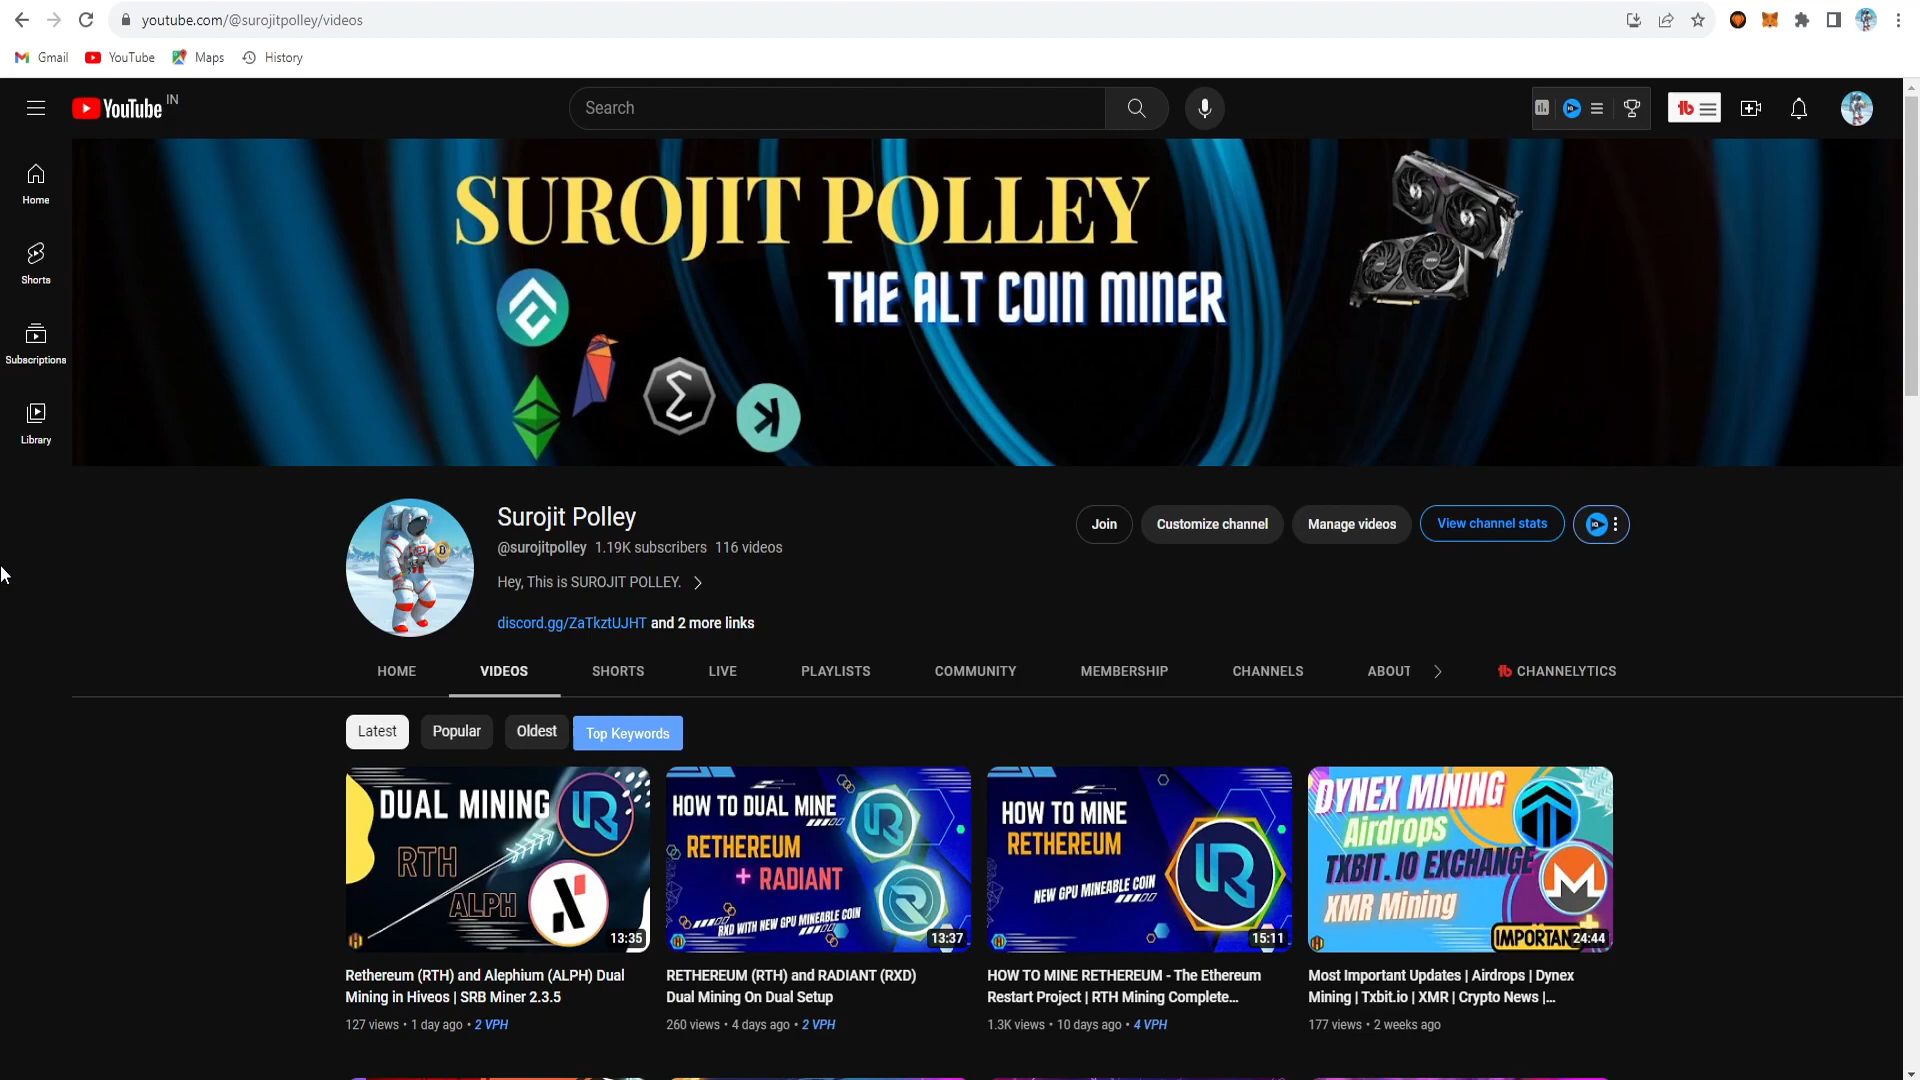 youtube.com/@surojitpolley/videos
Gmail YouTube Maps History
YouTube IN
Search
Home
Shorts
Subscriptions
Library
SUROJIT POLLEY
THE ALT COIN MINER
Surojit Polley
@surojitpolley 1.19K subscribers 116 videos
Hey, This is SUROJIT POLLEY.
discord.gg/ZaTkztUJHT and 2 more links
Join Customize channel Manage videos View channel stats
HOME VIDEOS SHORTS LIVE PLAYLISTS COMMUNITY MEMBERSHIP CHANNELS ABOUT CHANNELYTICS
Latest Popular Oldest Top Keywords
DUAL MINING
RTH
ALPH
13:35
HOW TO DUAL MINE
RETHEREUM
+ RADIANT
RXD WITH NEW GPU MINEABLE COIN
13:37
HOW TO MINE
RETHEREUM
NEW GPU MINEABLE COIN
15:11
DYNEX MINING
Airdrops
TXBIT.IO EXCHANGE
XMR Mining
IMPORTAN
24:44
Rethereum (RTH) and Alephium (ALPH) Dual
Mining in Hiveos | SRB Miner 2.3.5
127 views • 1 day ago • 2 VPH
RETHEREUM (RTH) and RADIANT (RXD)
Dual Mining On Dual Setup
260 views • 4 days ago • 2 VPH
HOW TO MINE RETHEREUM - The Ethereum
Restart Project | RTH Mining Complete...
1.3K views • 10 days ago • 4 VPH
Most Important Updates | Airdrops | Dynex
Mining | Txbit.io | XMR | Crypto News |...
177 views • 2 weeks ago